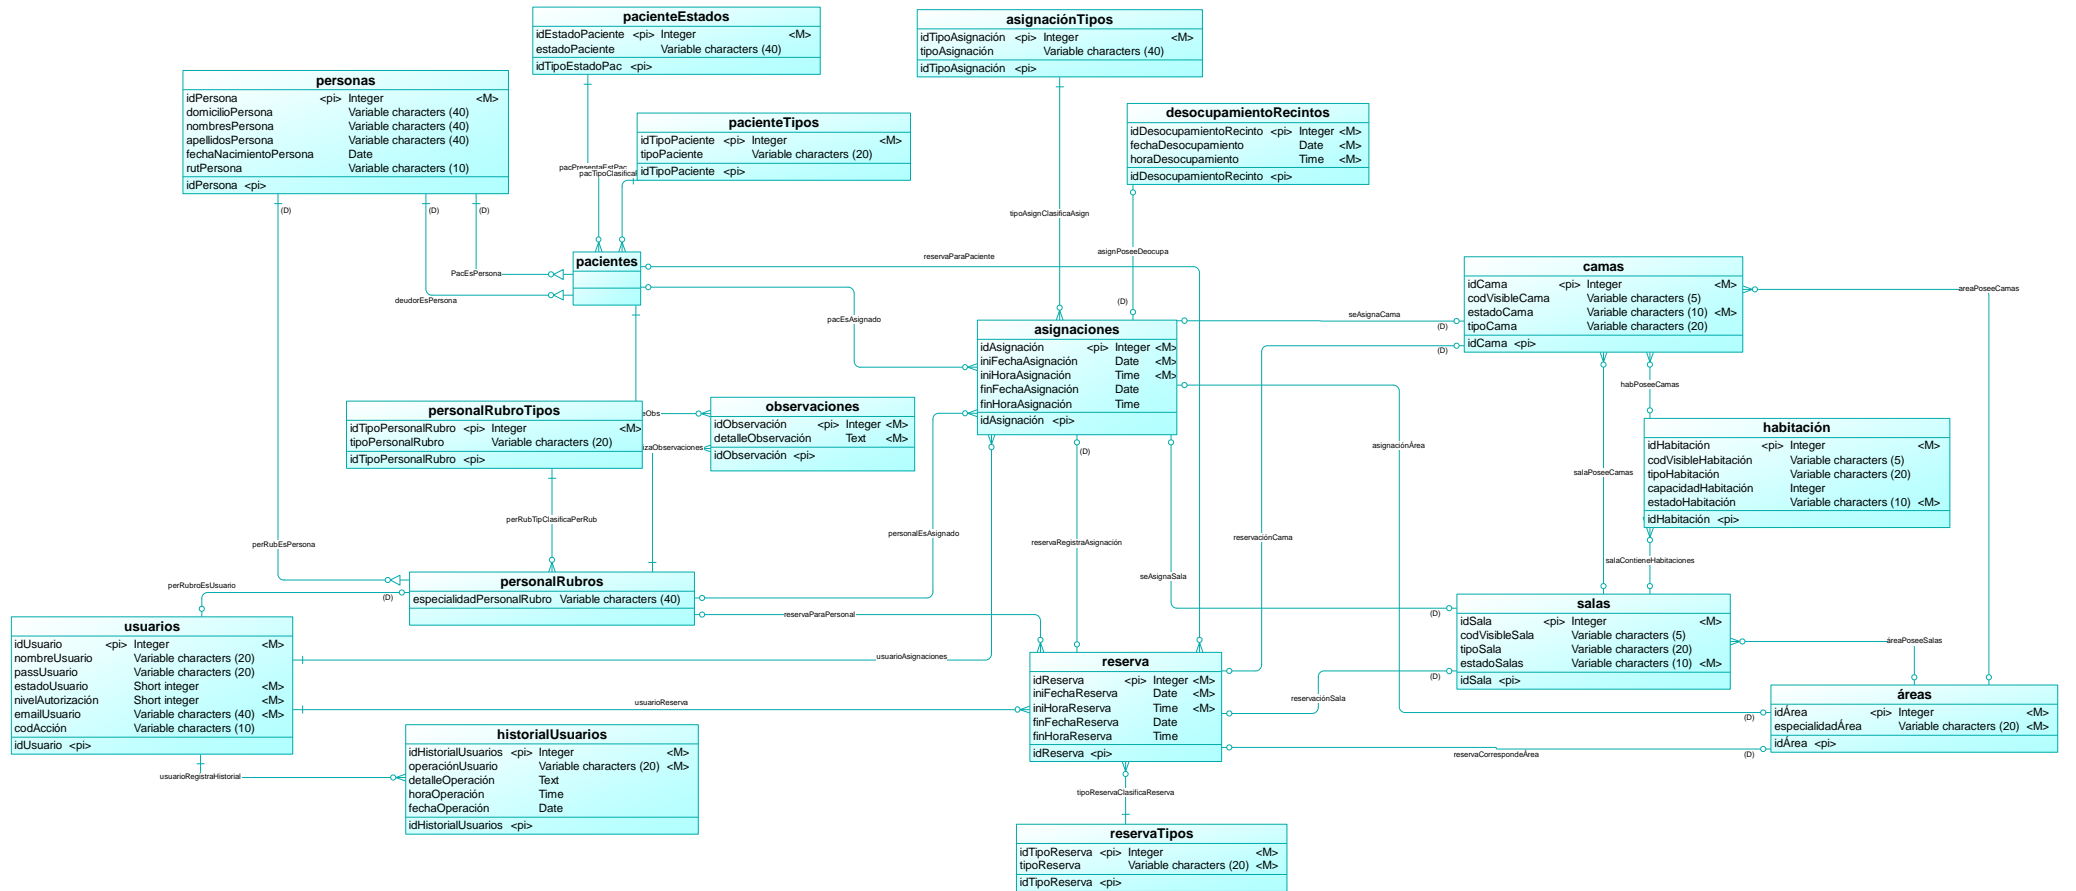 pacienteEstados
idEstadoPaciente <pi> Integer <M>
estadoPaciente Variable characters (40)
idTipoEstadoPac <pi>
asignaciónTipos
idTipoAsignación <pi> Integer <M>
tipoAsignación Variable characters (40)
idTipoAsignación <pi>
personas
idPersona <pi> Integer <M>
domicilioPersona Variable characters (40)
nombresPersona Variable characters (40)
apellidosPersona Variable characters (40)
fechaNacimientoPersona Date
rutPersona Variable characters (10)
idPersona <pi>
pacienteTipos
idTipoPaciente <pi> Integer <M>
tipoPaciente Variable characters (20)
idTipoPaciente <pi>
desocupamientoRecintos
idDesocupamientoRecinto <pi> Integer <M>
fechaDesocupamiento Date <M>
horaDesocupamiento Time <M>
idDesocupamientoRecinto <pi>
pacPresentaEstPac
pacTipoClasifical
(D)
(D)
(D)
tipoAsignClasificaAsign
asignPoseeDeocupa
(D)
pacientes
PacEsPersona
deudorEsPersona
reservaParaPaciente
pacEsAsignado
camas
idCama <pi> Integer <M>
codVisibleCama Variable characters (5)
estadoCama Variable characters (10) <M>
tipoCama Variable characters (20)
idCama <pi>
areaPoseeCamas
asignaciones
idAsignación <pi> Integer <M>
iniFechaAsignación Date <M>
iniHoraAsignación Time <M>
finFechaAsignación Date
finHoraAsignación Time
idAsignación <pi>
seAsignaCama
(D)
(D)
(D)
habPoseeCamas
asignaciónÁrea
salaPoseeCamas
personalRubroTipos
idTipoPersonalRubro <pi> Integer <M>
tipoPersonalRubro Variable characters (20)
idTipoPersonalRubro <pi>
eObs
izaObservaciones
observaciones
idObservación <pi> Integer <M>
detalleObservación Text <M>
idObservación <pi>
habitación
idHabitación <pi> Integer <M>
codVisibleHabitación Variable characters (5)
tipoHabitación Variable characters (20)
capacidadHabitación Integer
estadoHabitación Variable characters (10) <M>
idHabitación <pi>
perRubTipClasificaPerRub
perRubEsPersona
personalEsAsignado
reservaRegistraAsignación
reservaciónCama
seAsignaSala
salaContieneHabitaciones
personalRubros
especialidadPersonalRubro Variable characters (40)
perRubroEsUsuario
(D)
reservaParaPersonal
(D)
usuarios
idUsuario <pi> Integer <M>
nombreUsuario Variable characters (20)
passUsuario Variable characters (20)
estadoUsuario Short integer <M>
nivelAutorización Short integer <M>
emailUsuario Variable characters (40) <M>
codAcción Variable characters (10)
idUsuario <pi>
usuarioAsignaciones
usuarioReserva
salas
idSala <pi> Integer <M>
codVisibleSala Variable characters (5)
tipoSala Variable characters (20)
estadoSalas Variable characters (10) <M>
idSala <pi>
áreaPoseeSalas
reserva
idReserva <pi> Integer <M>
iniFechaReserva Date <M>
iniHoraReserva Time <M>
finFechaReserva Date
finHoraReserva Time
idReserva <pi>
(D)
reservaciónSala
áreas
idÁrea <pi> Integer <M>
especialidadÁrea Variable characters (20) <M>
idÁrea <pi>
(D)
(D)
reservaCorrespondeÁrea
historialUsuarios
idHistorialUsuarios <pi> Integer <M>
operaciónUsuario Variable characters (20) <M>
detalleOperación Text
horaOperación Time
fechaOperación Date
idHistorialUsuarios <pi>
usuarioRegistraHistorial
tipoReservaClasificaReserva
reservaTipos
idTipoReserva <pi> Integer <M>
tipoReserva Variable characters (20) <M>
idTipoReserva <pi>